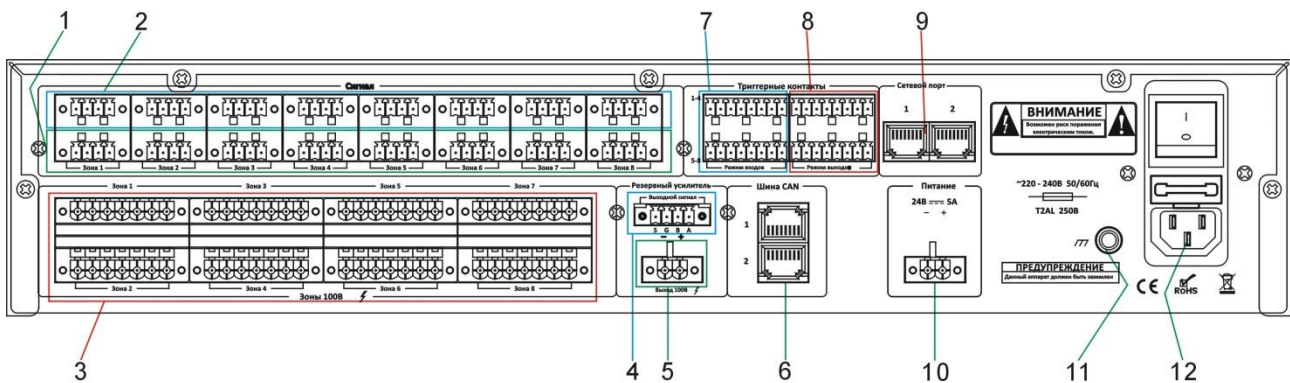 1 2 7 8 9
Сигнал
Триггерные контакты
Сетевой порт
1-4
1 2
ВНИМАНИЕ
Возможен риск поражения
электрическим током.
I
O
5-8
Зона 1 Зона 2 Зона 3 Зона 4 Зона 5 Зона 6 Зона 7 Зона 8
Режим входов Режим выходов
Зона 1 Зона 3 Зона 5 Зона 7
Резервный усилитель
Шина CAN
Питание
Выходной сигнал
24В 5А
− +
~220 - 240В 50/60Гц
T2AL 250В
S G B A
− +
1
2
ПРЕДУПРЕЖДЕНИЕ
Данный аппарат должен быть заземлен
CE RoHS
Зона 2 Зона 4 Зона 6 Зона 8
Зоны 100В
Выход 100В
3 4 5 6 10 11 12